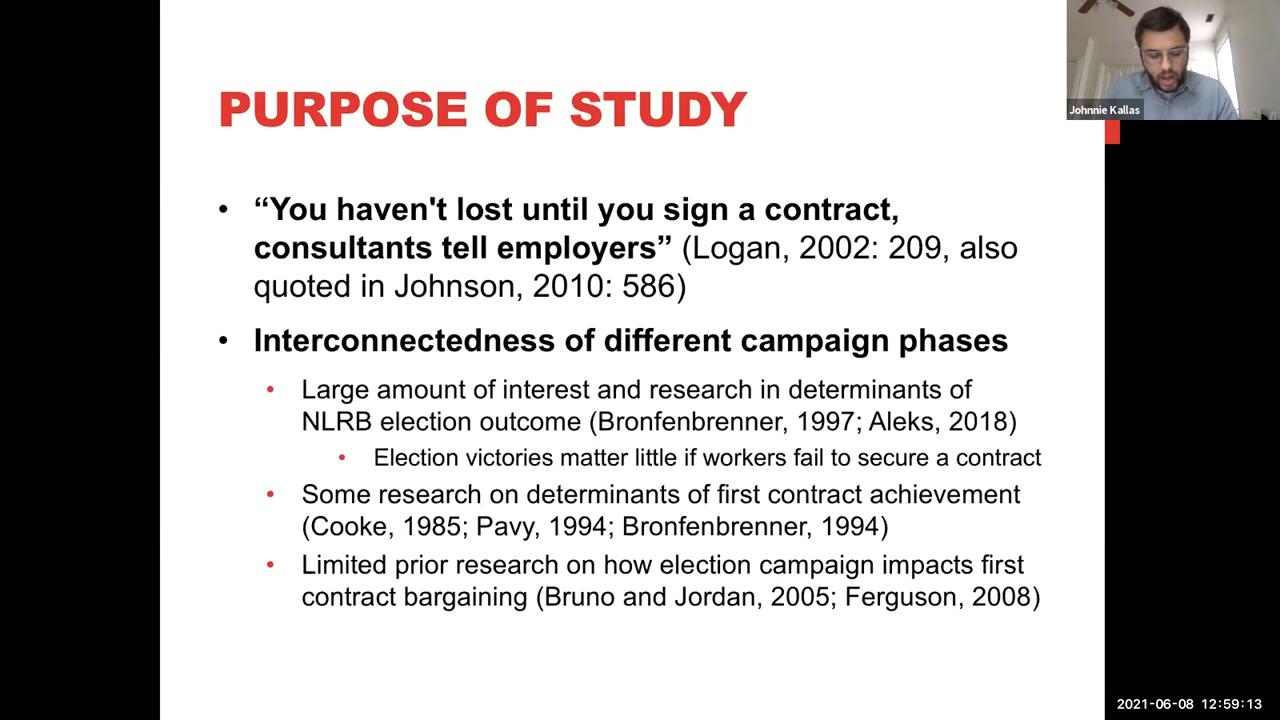 PURPOSE OF STUDY
Johnnie Kallas
• “You haven't lost until you sign a contract,
consultants tell employers” (Logan, 2002: 209, also
quoted in Johnson, 2010: 586)
• Interconnectedness of different campaign phases
• Large amount of interest and research in determinants of
NLRB election outcome (Bronfenbrenner, 1997; Aleks, 2018)
• Election victories matter little if workers fail to secure a contract
• Some research on determinants of first contract achievement
(Cooke, 1985; Pavy, 1994; Bronfenbrenner, 1994)
• Limited prior research on how election campaign impacts first
contract bargaining (Bruno and Jordan, 2005; Ferguson, 2008)
2021-06-08 12:59:13